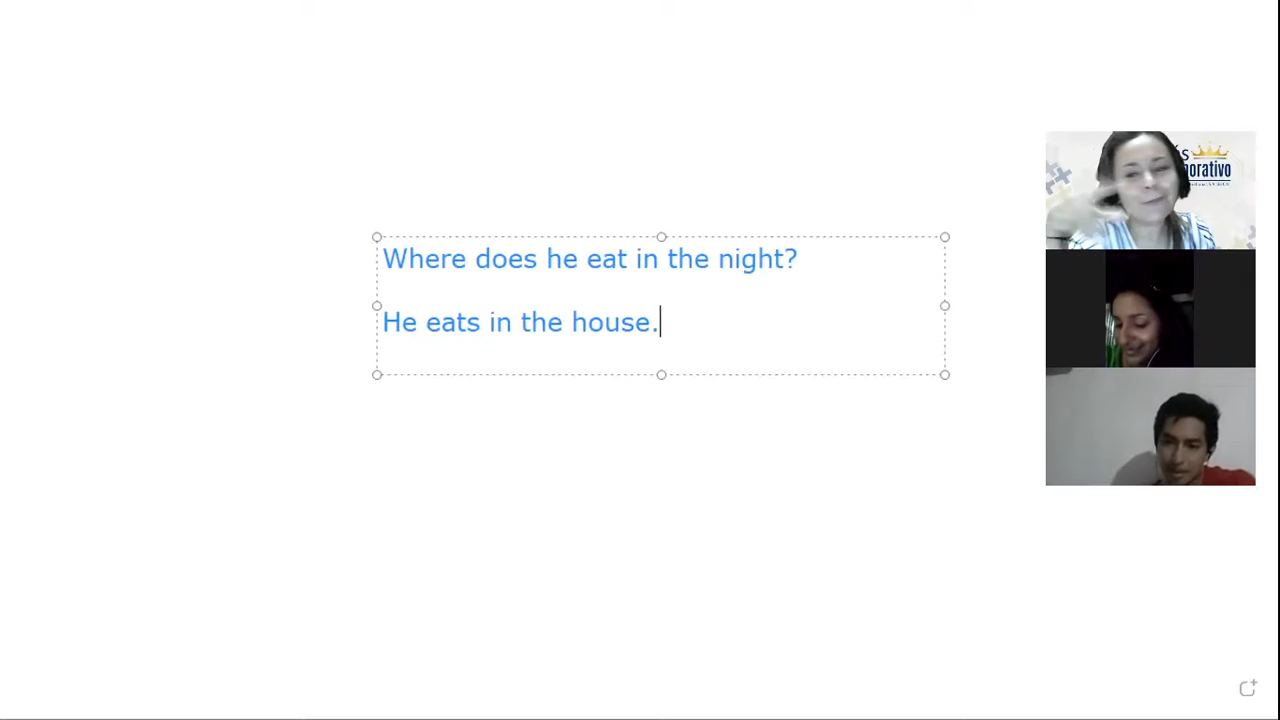 Where does he eat in the night?
He eats in the house.